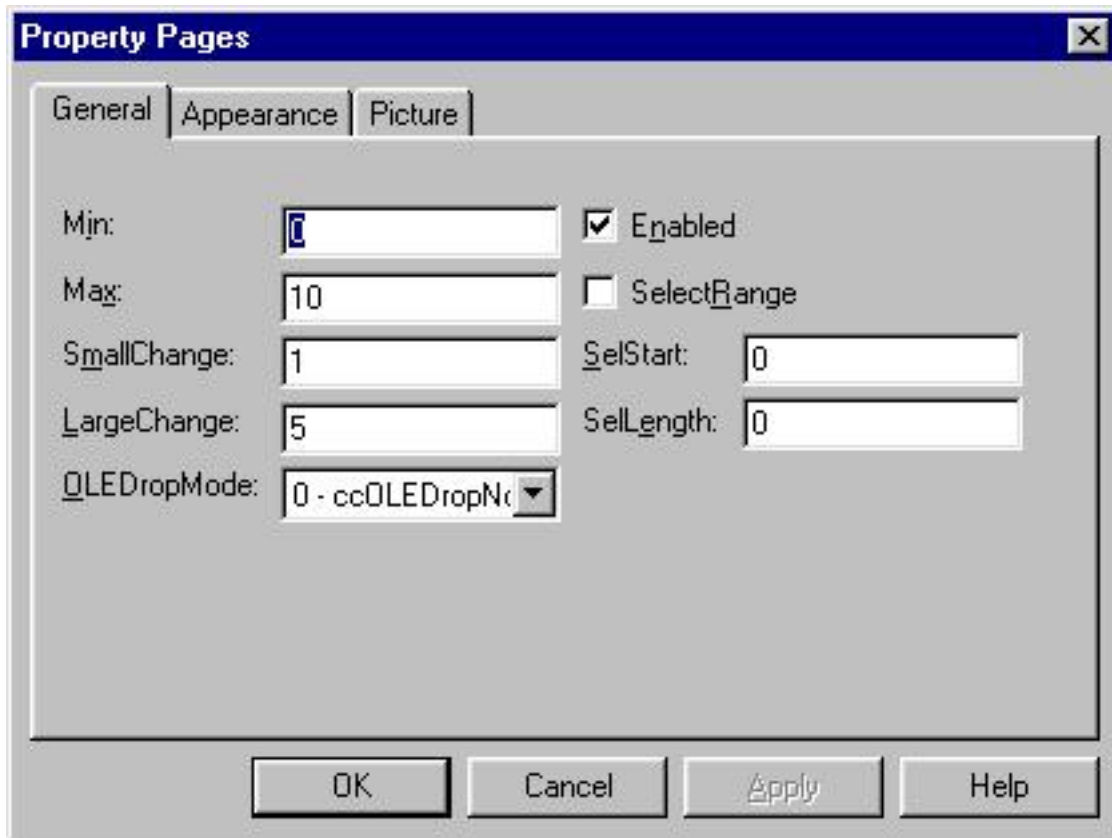 Property Pages
General Appearance Picture
Min: 0 Enabled
Max: 10 SelectRange
SmallChange: 1 SelStart: 0
LargeChange: 5 SelLength: 0
OLEDropMode: 0 - ccOLEDropNo
OK Cancel Apply Help